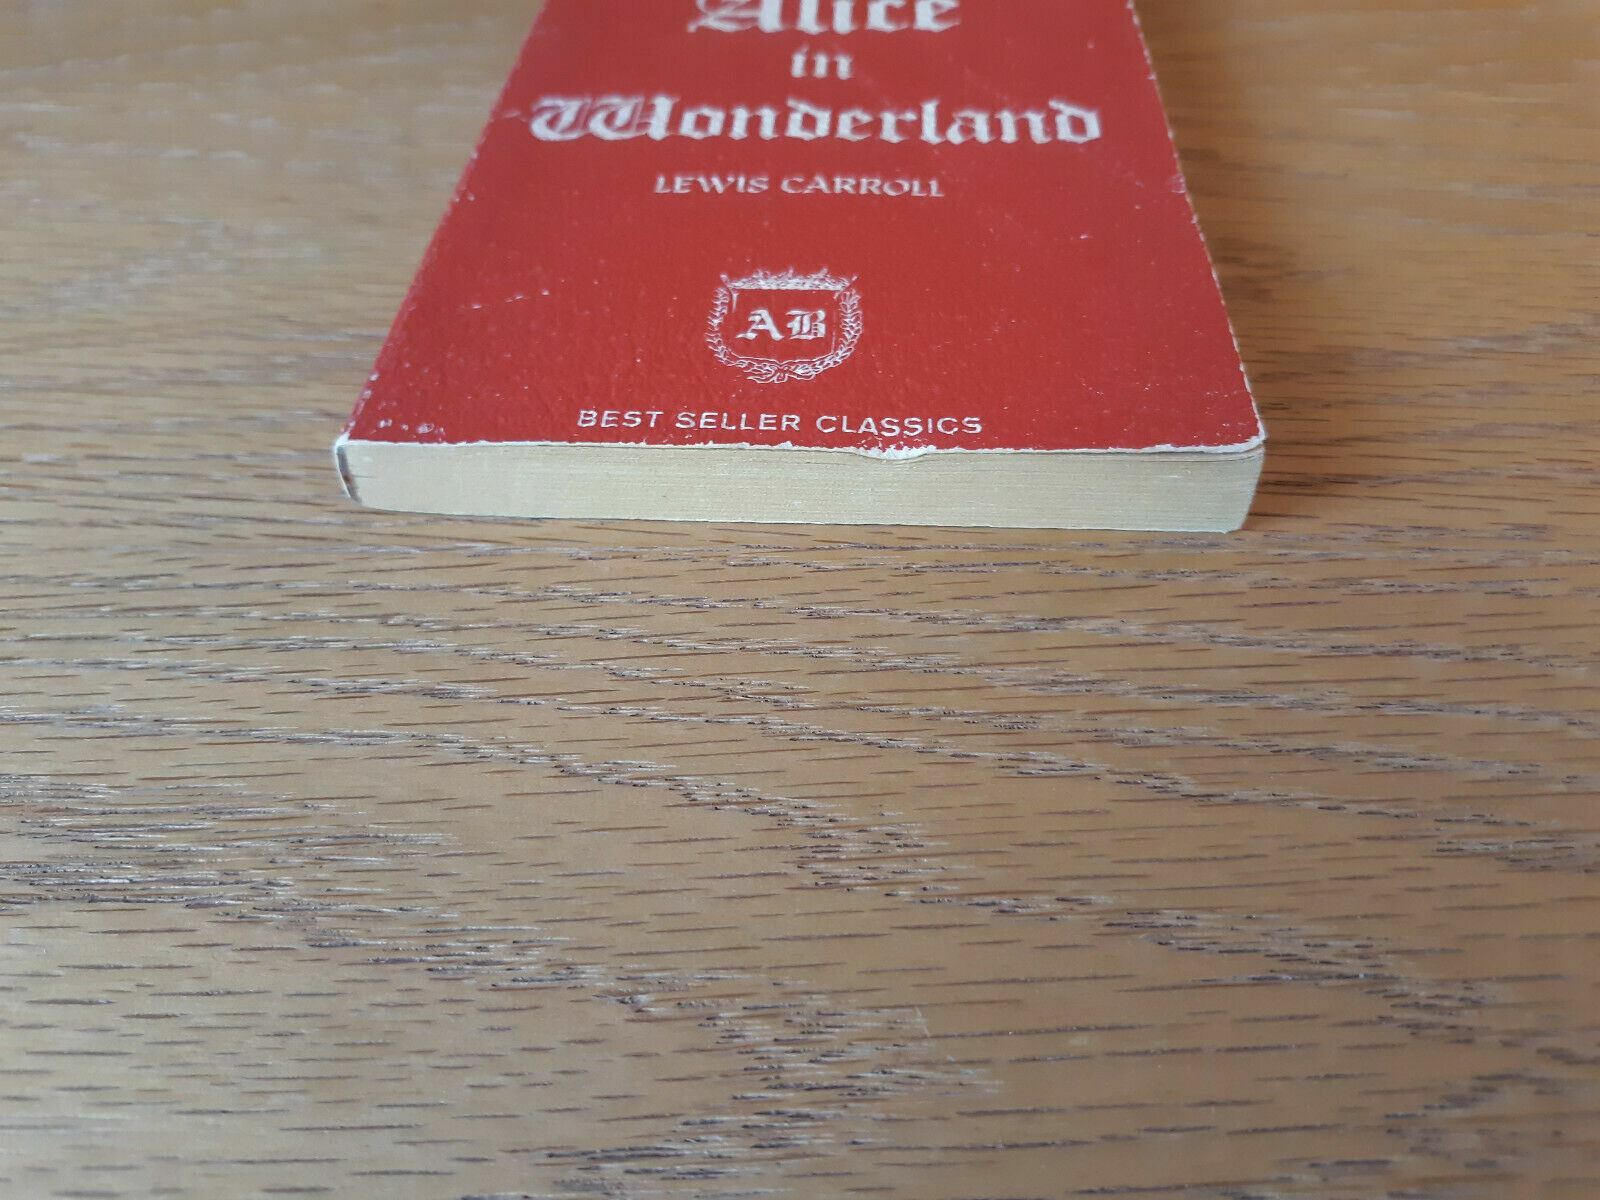 Alice
in
Wonderland
LEWIS CARROLL
AB
BEST SELLER CLASSICS